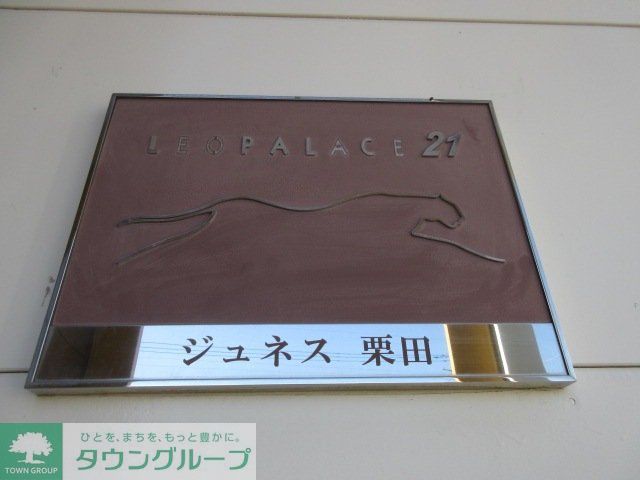 LEOPALACE 21
ジュネス 栗田
ひとを、まちを、もっと豊かに。
タウングループ
TOWN GROUP